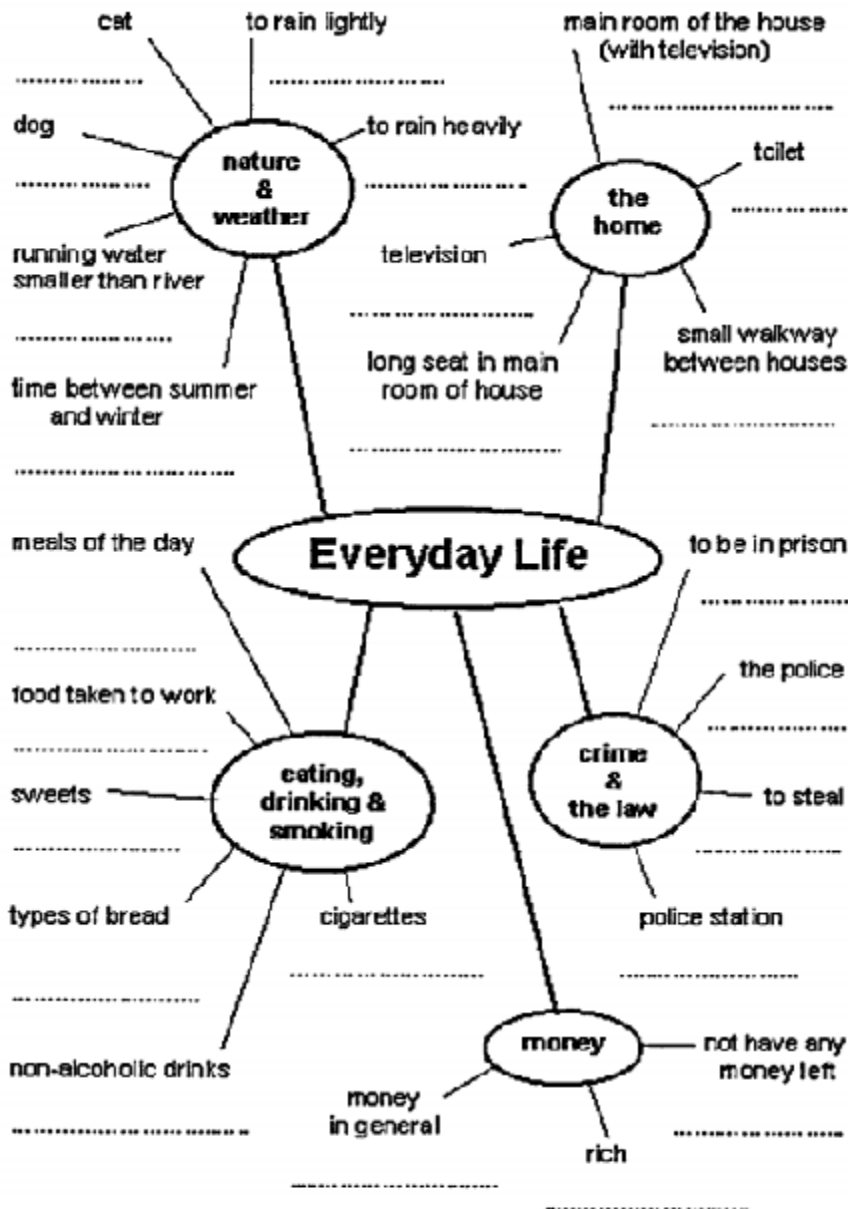 cat
to rain lightly
dog
to rain heavily
nature
&
weather
running water
smaller than river
time between summer
and winter
main room of the house
(with television)
toilet
the
home
television
long seat in main
room of house
small walkway
between houses
Everyday Life
meals of the day
food taken to work
sweets
eating,
drinking &
smoking
types of bread
cigarettes
non-alcoholic drinks
to be in prison
the police
crime
&
the law
to steal
police station
money
not have any
money left
money
in general
rich